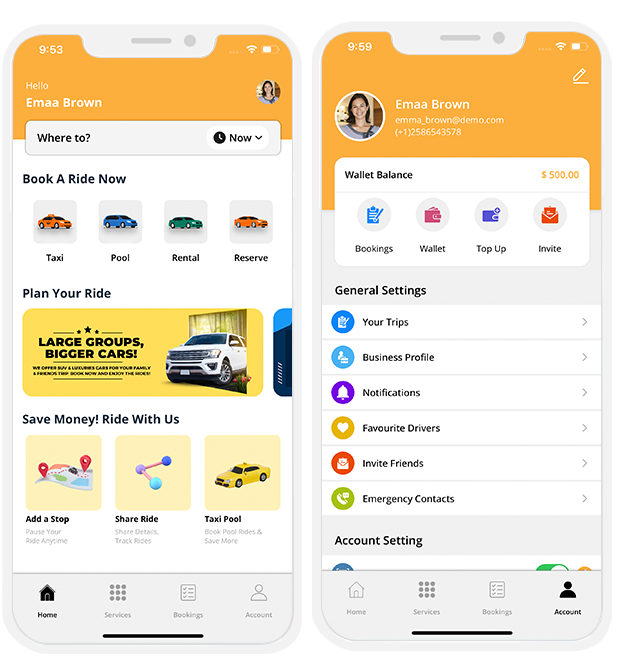 9:53
Hello
Emaa Brown
Where to?
Now
Book A Ride Now
Taxi
Pool
Rental
Reserve
Plan Your Ride
LARGE GROUPS,
BIGGER CARS!
WE OFFER SUV & LUXURIES CARS FOR YOUR FAMILY
& FRIENDS TRIP. BOOK NOW AND ENJOY THE RIDES!
Save Money! Ride With Us
Add a Stop
Pause Your
Ride Anytime
Share Ride
Share Details,
Track Rides
Taxi Pool
Book Pool Rides &
Save More
Home
Services
Bookings
Account
9:59
Emaa Brown
emma_brown@demo.com
(+1)2586543578
Wallet Balance
$ 500.00
Bookings
Wallet
Top Up
Invite
General Settings
Your Trips
Business Profile
Notifications
Favourite Drivers
Invite Friends
Emergency Contacts
Account Setting
Home
Services
Bookings
Account